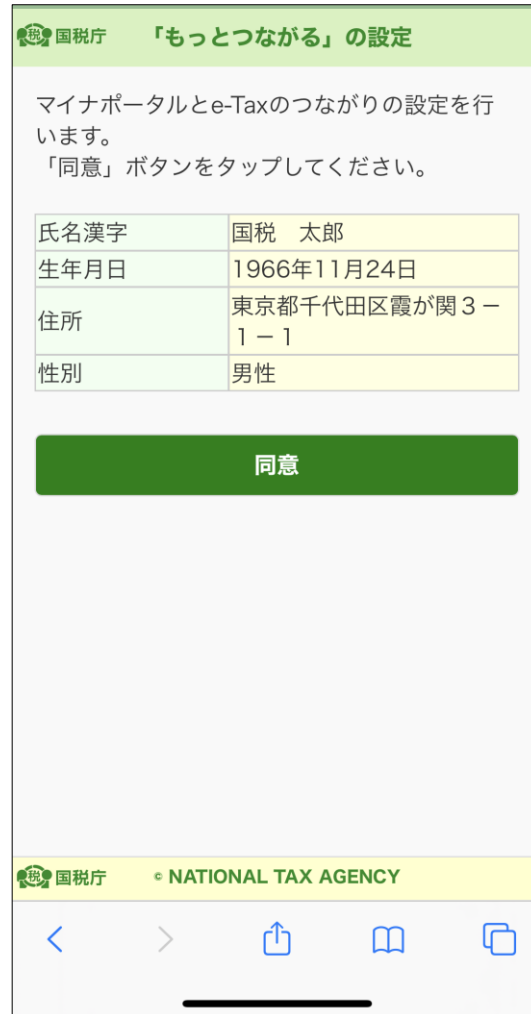 税 国税庁 「もっとつながる」の設定
マイナポータルとe-Taxのつながりの設定を行
います。
「同意」ボタンをタップしてください。
氏名漢字 国税　太郎
生年月日 1966年11月24日
住所 東京都千代田区霞が関３－
１－１
性別 男性
同意
税 国税庁 © NATIONAL TAX AGENCY